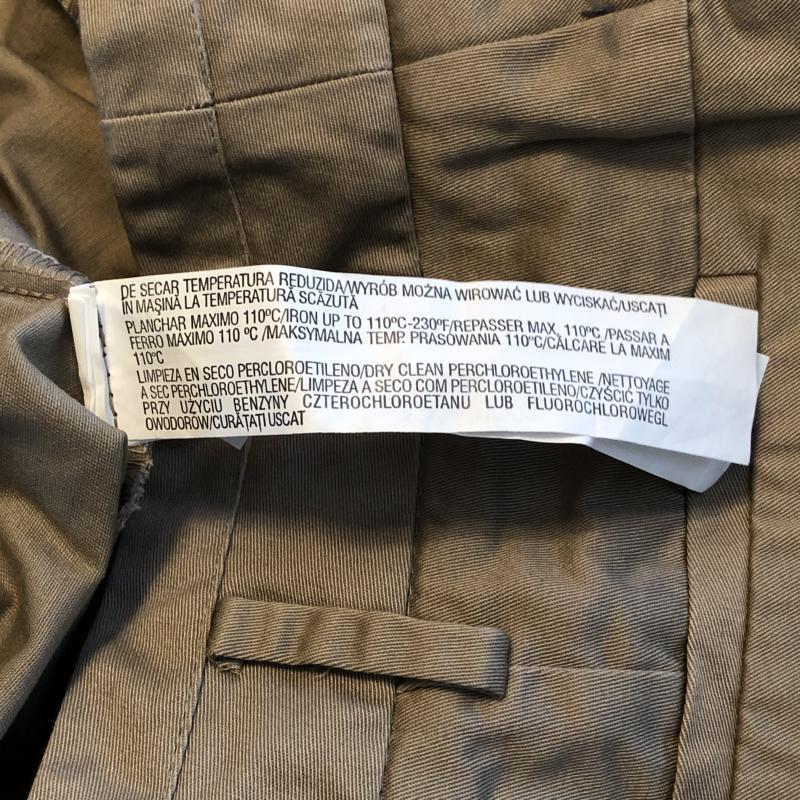 DE SECAR TEMPERATURA REDUZIDA/WYRÓB MOŻNA WIROWAĆ LUB WYCISKAĆ/USCAȚI
ÎN MAȘINĂ LA TEMPERATURĂ SCĂZUTĂ
PLANCHAR MAXIMO 110ºC/IRON UP TO 110ºC-230ºF/REPASSER MAX. 110ºC /PASSAR A
FERRO MAXIMO 110 ºC /MAKSYMALNA TEMP. PRASOWANIA 110ºC/CĂLCARE LA MAXIM
110ºC
LIMPIEZA EN SECO PERCLOROETILENO/DRY CLEAN PERCHLOROETHYLENE /NETTOYAGE
A SEC PERCHLOROETHYLENE/LIMPEZA A SECO COM PERCLOROETILENO/CZYŚCIĆ TYLKO
PRZY UŻYCIU BENZYNY CZTEROCHLOROETANU LUB FLUOROCHLOROWEGL
OWODORÓW/CURĂȚAȚI USCAT